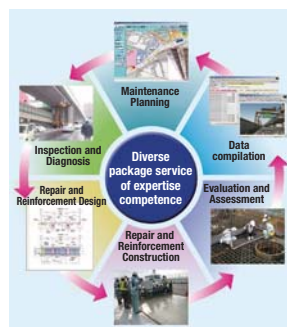 Maintenance
Planning
Inspection and
Diagnosis
Data
compilation
Diverse
package service
of expertise
competence
Repair and
Reinforcement Design
Evaluation and
Assessment
Repair and
Reinforcement
Construction